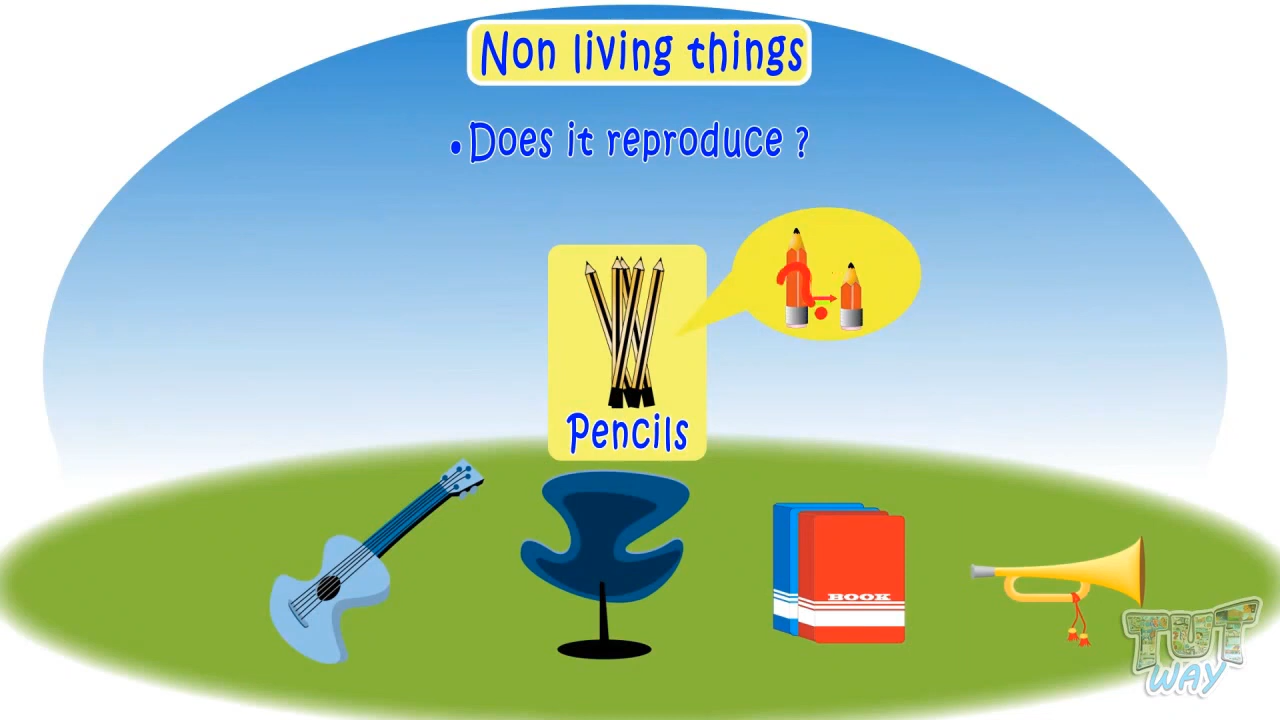 Non living things
• Does it reproduce ?
?
Pencils
BOOK
TUT
WAY